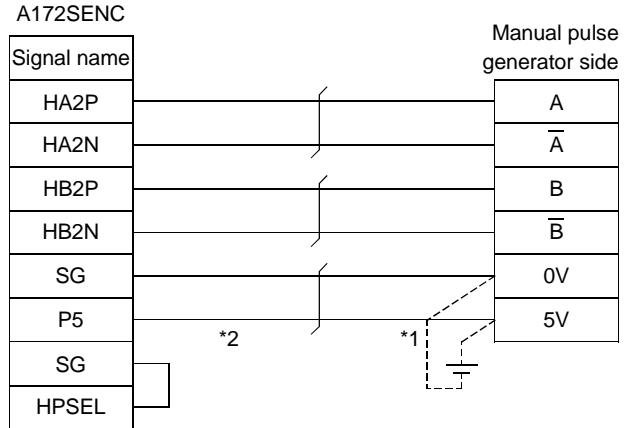 A172SENC
Manual pulse
generator side
Signal name
HA2P
A
HA2N
A̅
HB2P
B
HB2N
B̅
SG
0V
P5
*2
*1
5V
SG
HPSEL